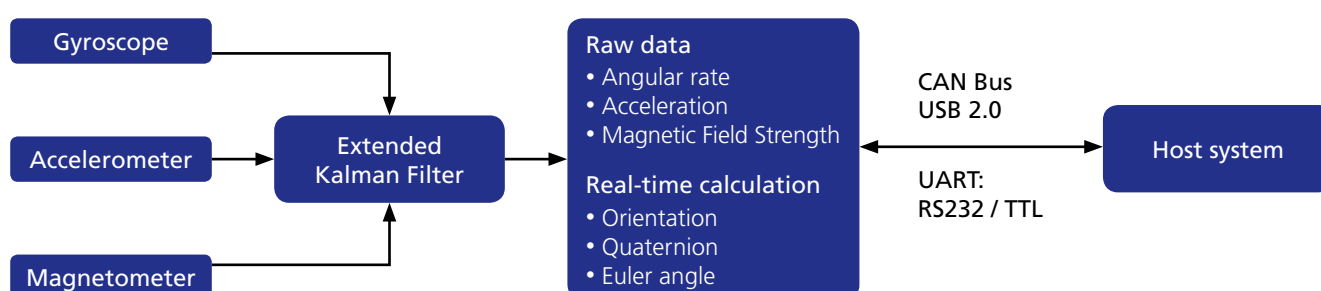 Gyroscope
Accelerometer
Magnetometer
Extended
Kalman Filter
Raw data
• Angular rate
• Acceleration
• Magnetic Field Strength
Real-time calculation
• Orientation
• Quaternion
• Euler angle
CAN Bus
USB 2.0
UART:
RS232 / TTL
Host system